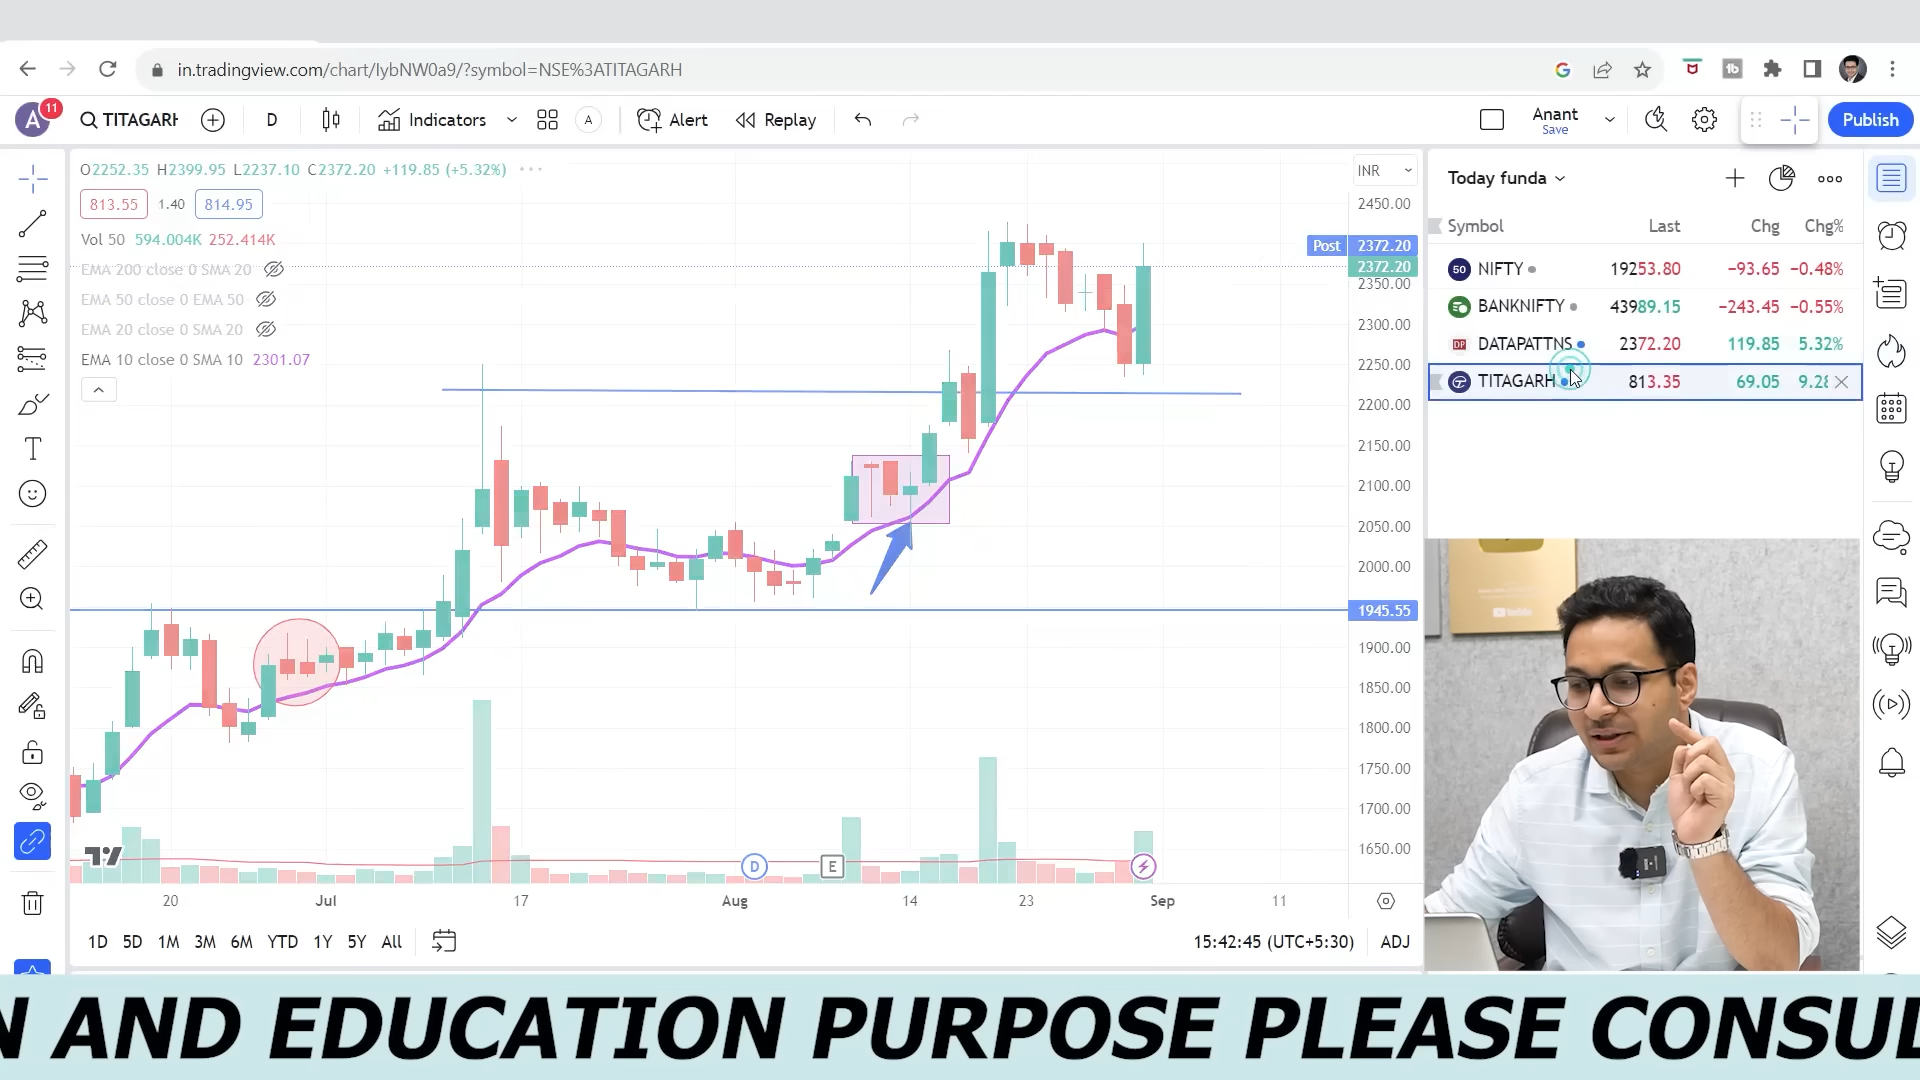 in.tradingview.com/chart/IybNW0a9/?symbol=NSE%3ATITAGARH
A 11 TITAGARH D Indicators A Alert Replay Anant Save Publish
O2252.35 H2399.95 L2237.10 C2372.20 +119.85 (+5.32%)
813.55 1.40 814.95
Vol 50 594.004K 252.414K
EMA 200 close 0 SMA 20
EMA 50 close 0 EMA 50
EMA 20 close 0 SMA 20
EMA 10 close 0 SMA 10 2301.07
INR
2450.00
Post 2372.20
2372.20
2350.00
2300.00
2250.00
2200.00
2150.00
2100.00
2050.00
2000.00
1945.55
1900.00
1850.00
1800.00
1750.00
1700.00
1650.00
D E
20 Jul 17 Aug 14 23 Sep 11
1D 5D 1M 3M 6M YTD 1Y 5Y All 15:42:45 (UTC+5:30) ADJ
Today funda
Symbol Last Chg Chg%
50 NIFTY 19253.80 −93.65 −0.48%
BANKNIFTY 43989.15 −243.45 −0.55%
DP DATAPATTNS 2372.20 119.85 5.32%
TITAGARH 813.35 69.05 9.28
YouTube
N AND EDUCATION PURPOSE PLEASE CONSUL